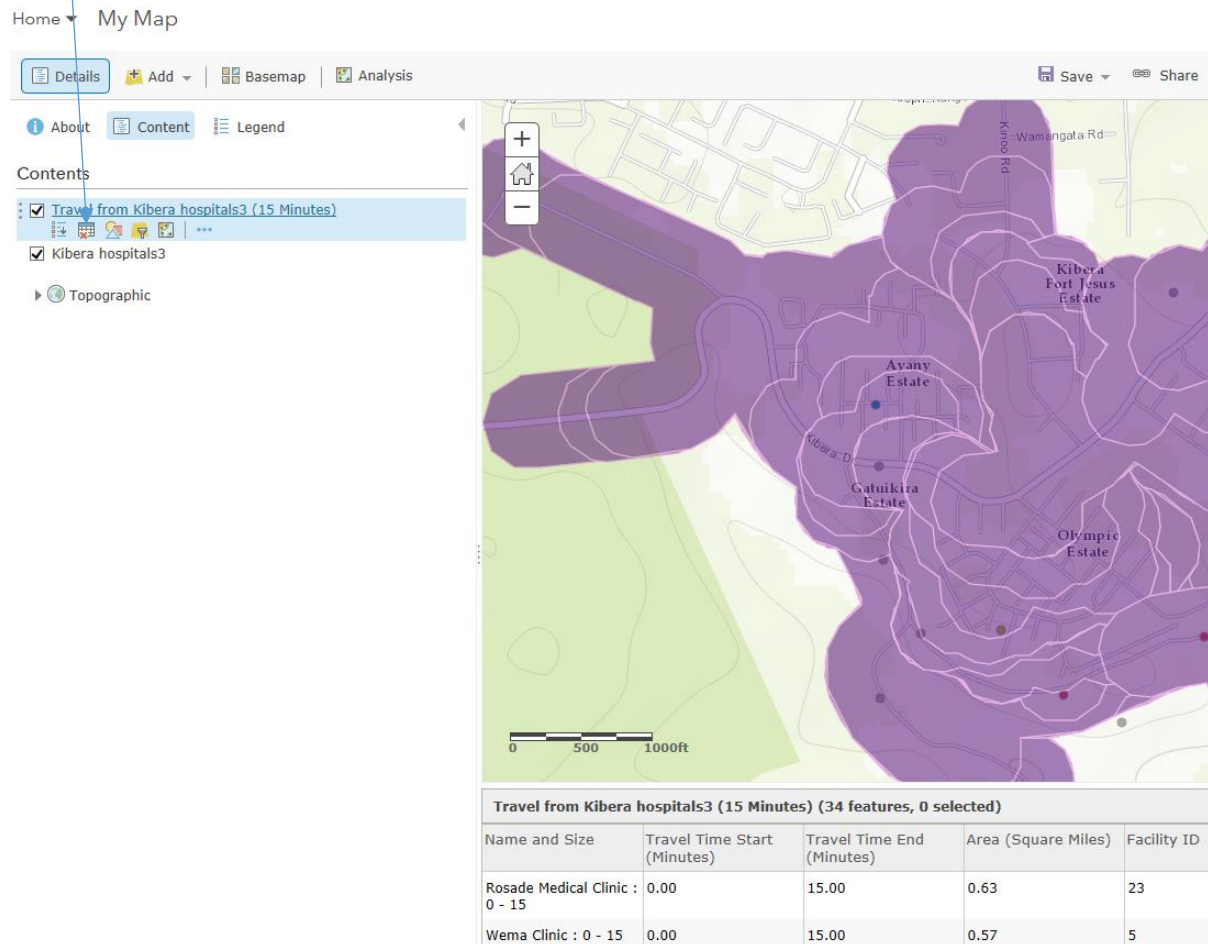 Home My Map
Details Add Basemap Analysis Save Share
About Content Legend
Contents
Travel from Kibera hospitals3 (15 Minutes)
Kibera hospitals3
Topographic
Wamangata Rd
Kinoo Rd
Kibera
Fort Jesus
Estate
Ayany
Estate
Kibera Dr
Gatuikira
Estate
Olympic
Estate
0 500 1000ft
Travel from Kibera hospitals3 (15 Minutes) (34 features, 0 selected)
Name and Size Travel Time Start (Minutes) Travel Time End (Minutes) Area (Square Miles) Facility ID
Rosade Medical Clinic : 0 - 15 0.00 15.00 0.63 23
Wema Clinic : 0 - 15 0.00 15.00 0.57 5